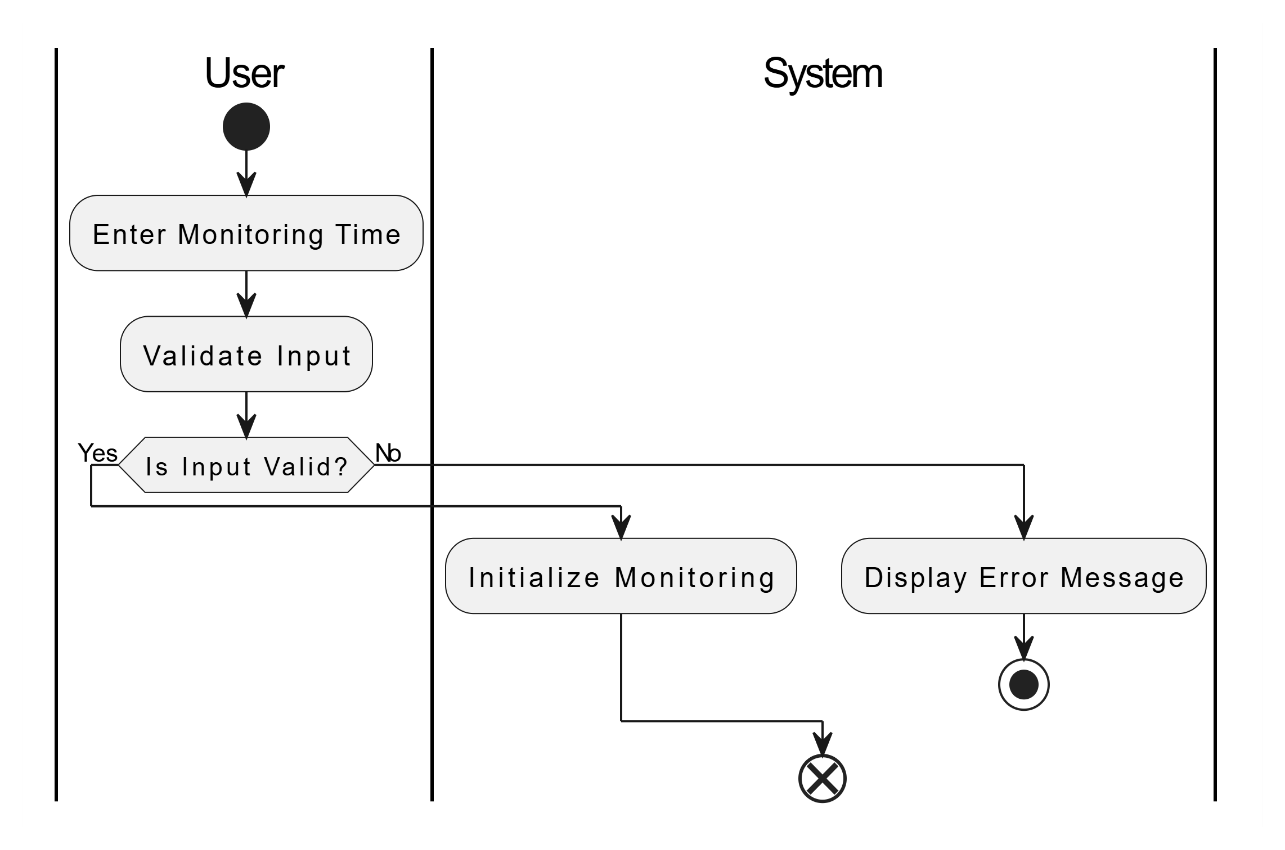 User
System
Enter Monitoring Time
Validate Input
Yes
Is Input Valid?
No
Initialize Monitoring
Display Error Message